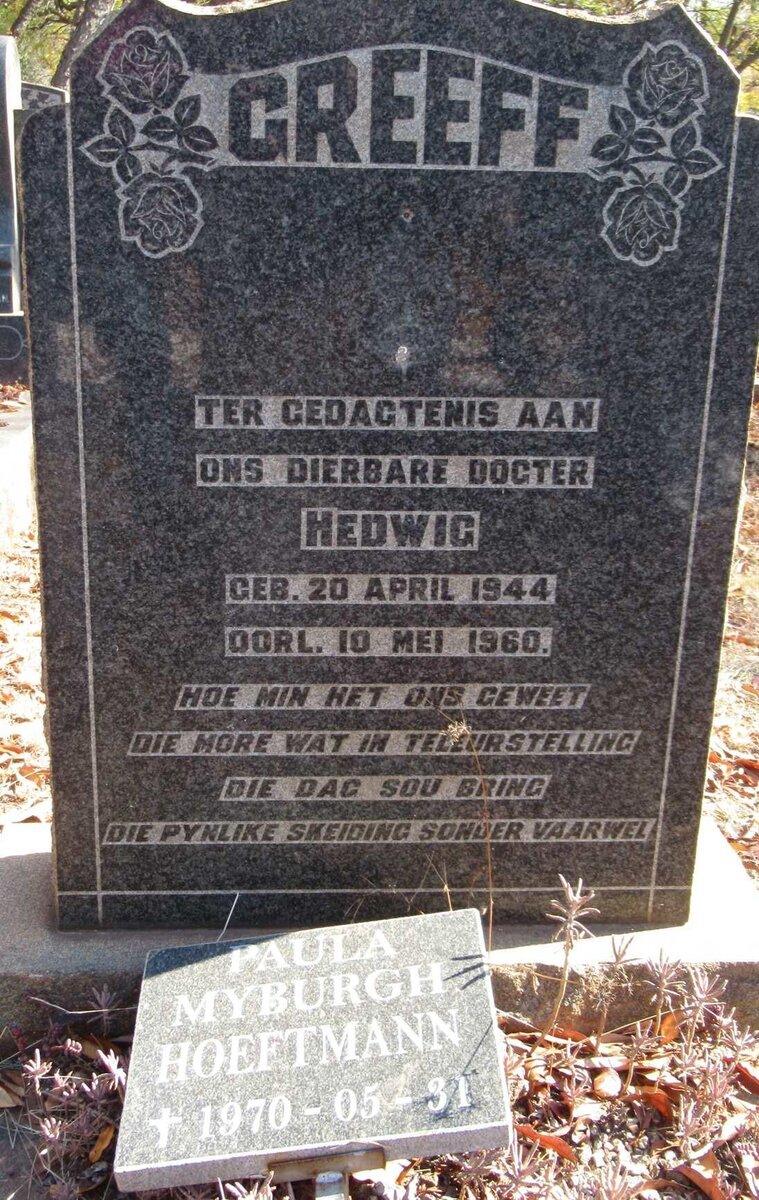 GREEFF
TER GEDAGTENIS AAN
ONS DIERBARE DOGTER
HEDWIG
GEB. 20 APRIL 1944
OORL. 10 MEI 1960.
HOE MIN HET ONS GEWEET
DIE MORE WAT IN TELEURSTELLING
DIE DAG SOU BRING
DIE PYNLIKE SKEIDING SONDER VAARWEL
PAULA
MYBURGH
HOEFTMANN
✝ 1970-05-31